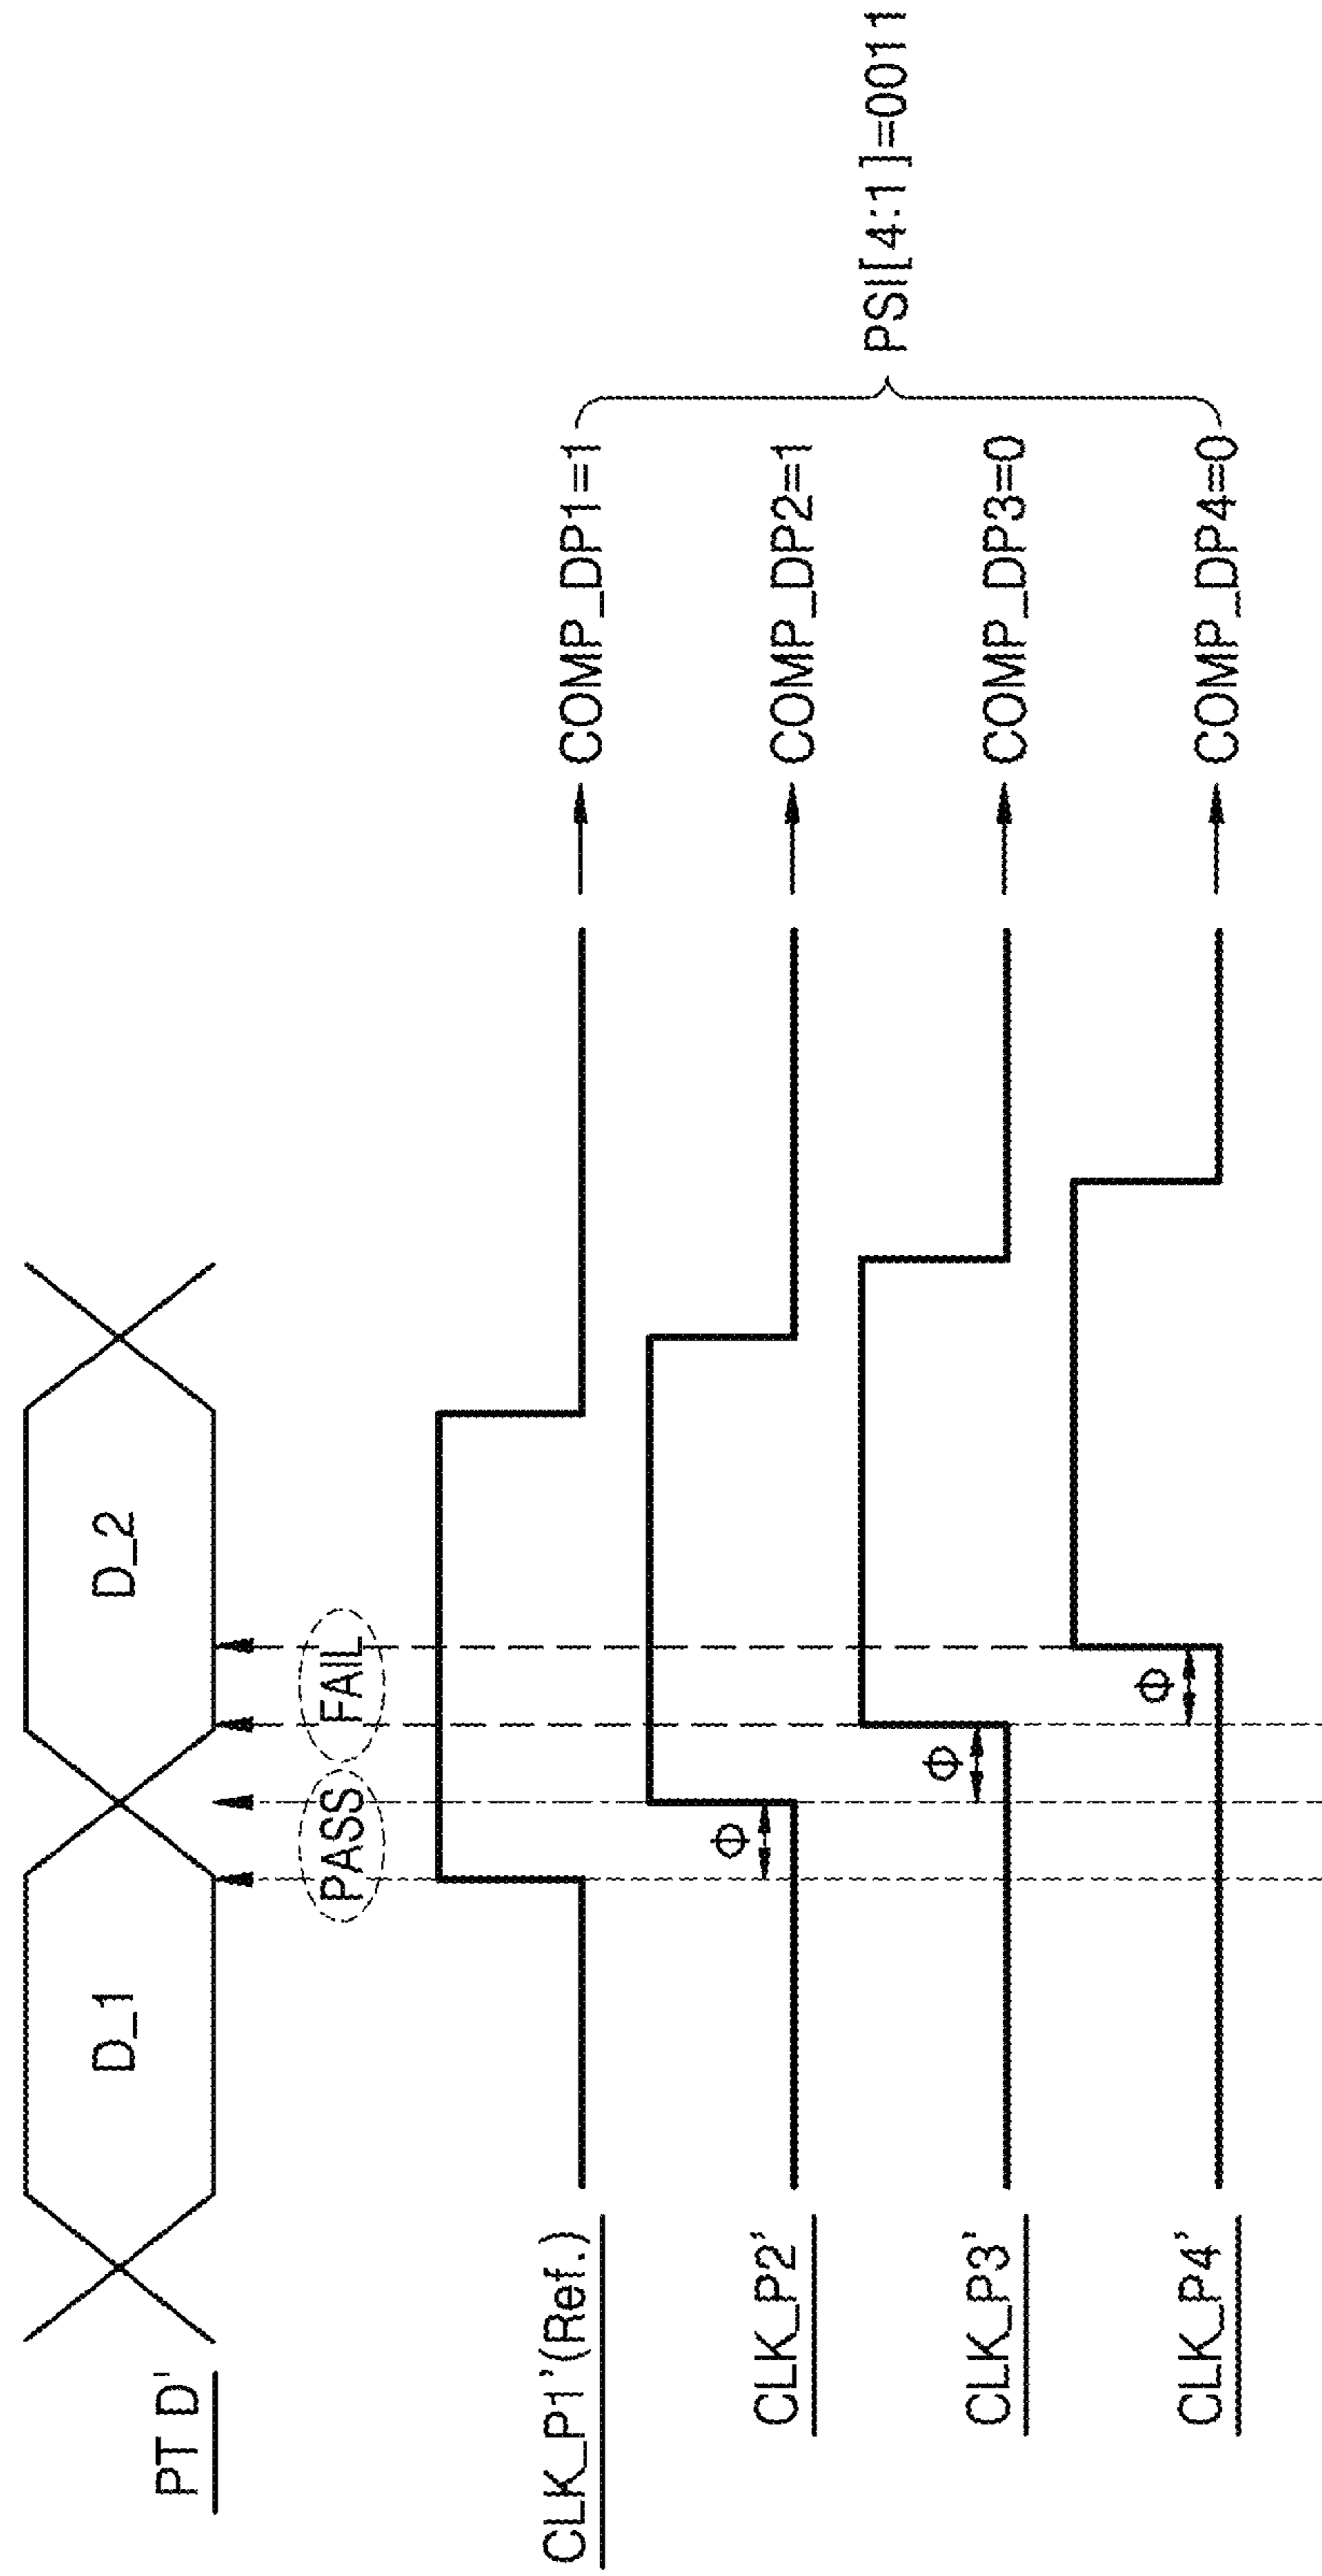 PT D'
D_1
D_2
PASS
FAIL
CLK_P1'(Ref.)
COMP_DP1=1
Φ
CLK_P2'
COMP_DP2=1
Φ
CLK_P3'
COMP_DP3=0
Φ
CLK_P4'
COMP_DP4=0
PSI[4:1]=0011